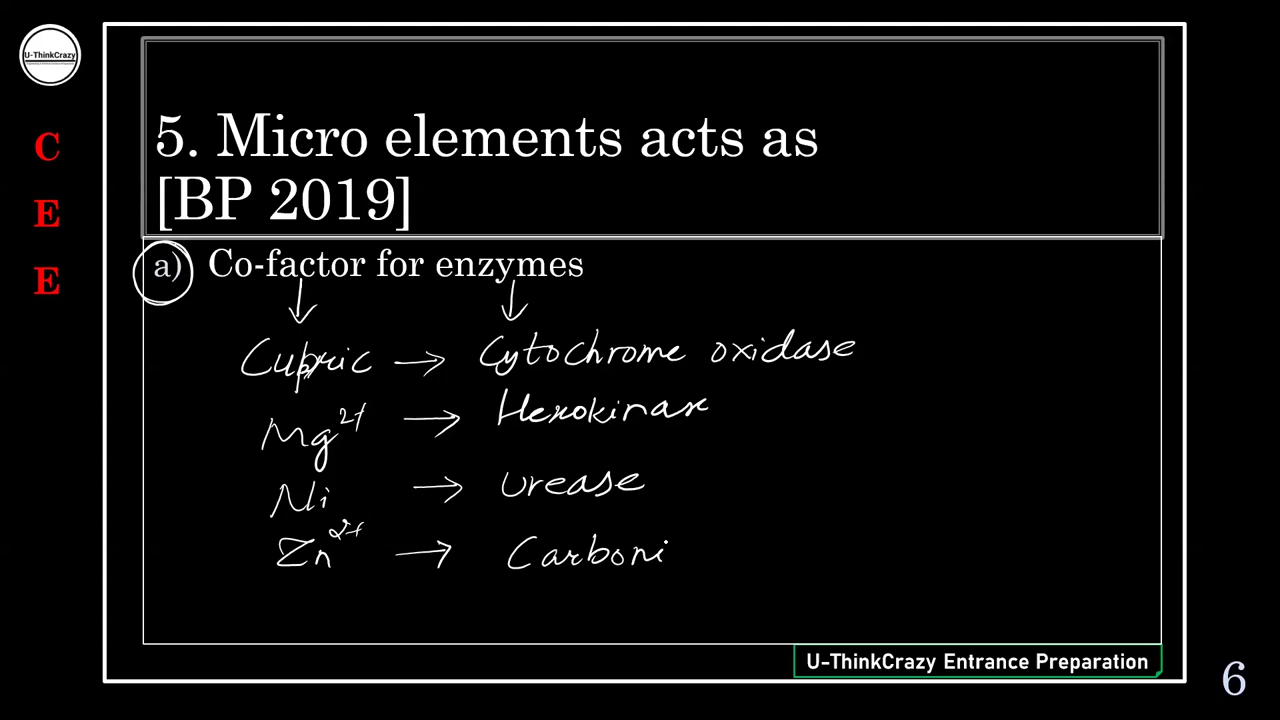 U-ThinkCrazy
C
E
E
5. Micro elements acts as
[BP 2019]
a) Co-factor for enzymes
Cupric → Cytochrome oxidase
Mg2+ → Hexokinase
Ni → Urease
Zn2+ → Carboni
U-ThinkCrazy Entrance Preparation
6